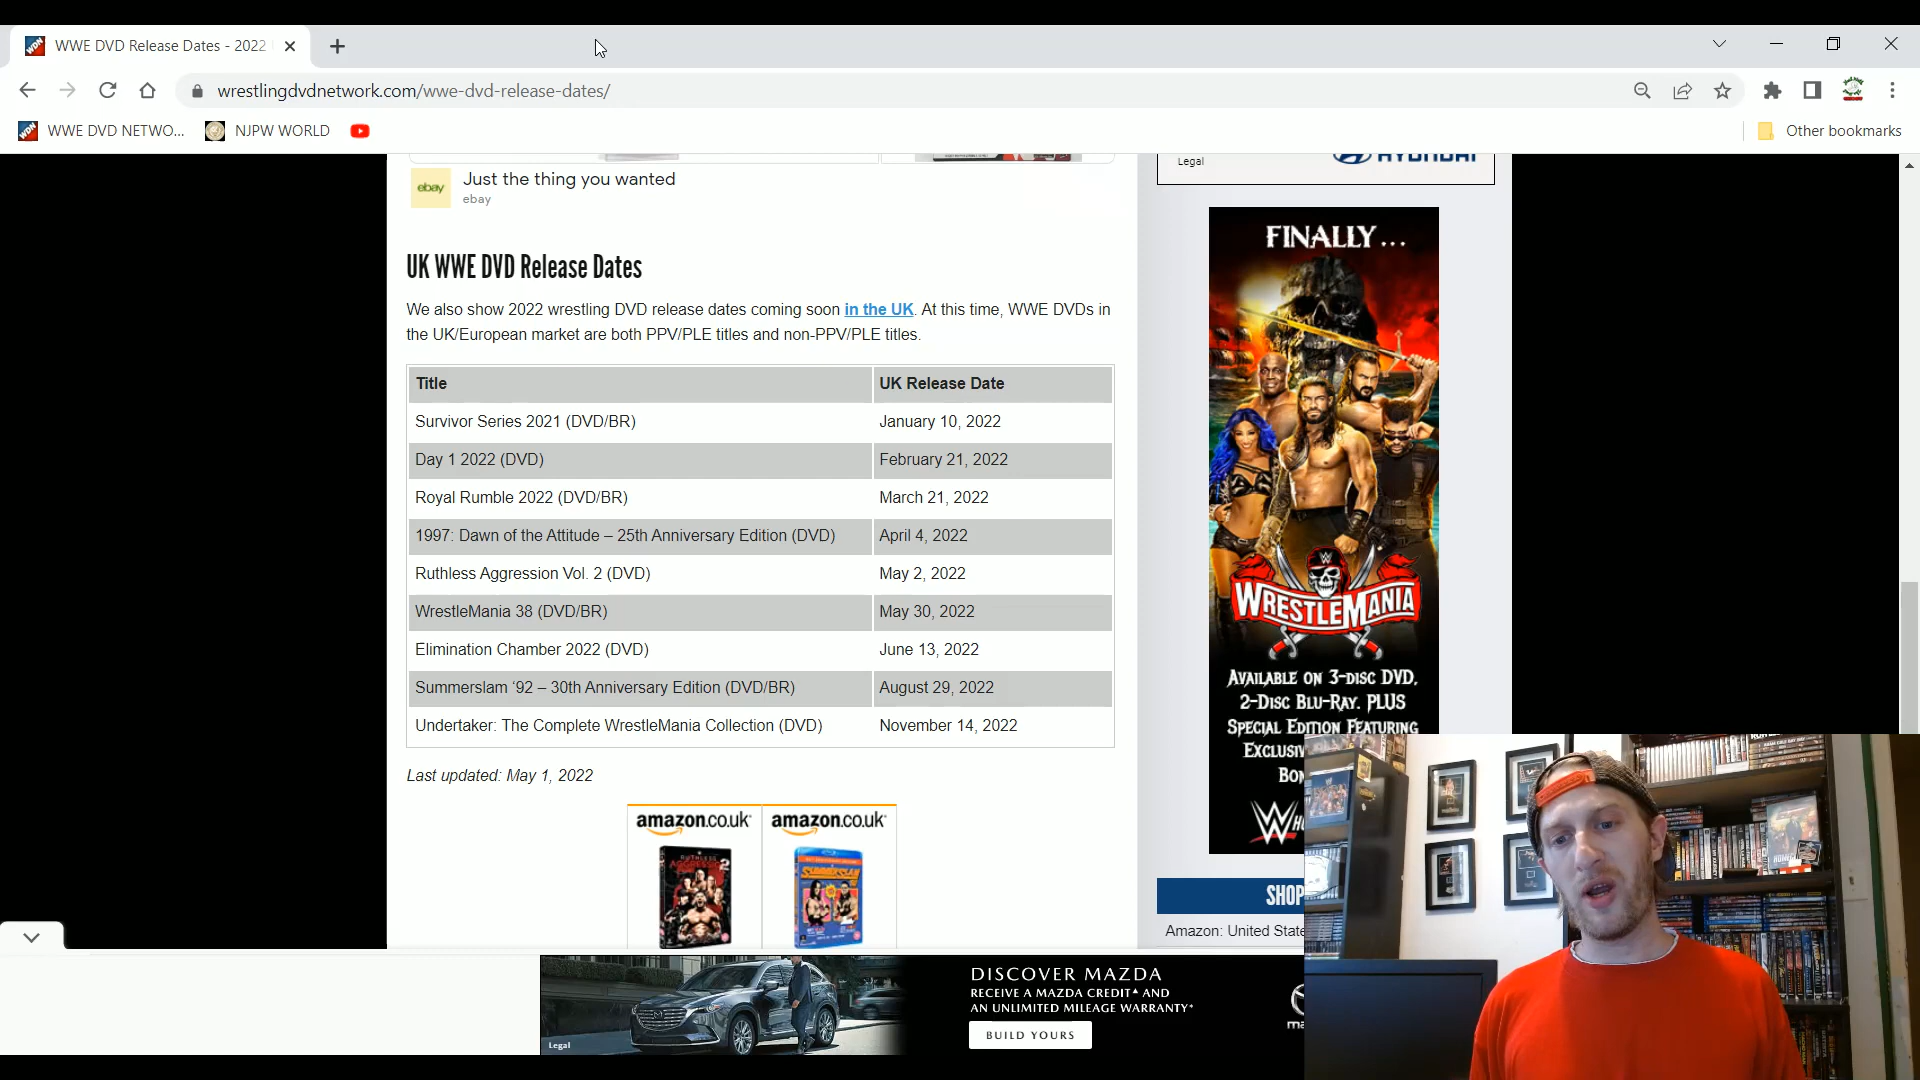 WWE DVD Release Dates - 2022
wrestlingdvdnetwork.com/wwe-dvd-release-dates/
WWE DVD NETWO...
NJPW WORLD
Other bookmarks
ebay
Just the thing you wanted
ebay
Legal
HYUNDAI
UK WWE DVD Release Dates
We also show 2022 wrestling DVD release dates coming soon in the UK. At this time, WWE DVDs in
the UK/European market are both PPV/PLE titles and non-PPV/PLE titles.
Title UK Release Date
Survivor Series 2021 (DVD/BR) January 10, 2022
Day 1 2022 (DVD) February 21, 2022
Royal Rumble 2022 (DVD/BR) March 21, 2022
1997: Dawn of the Attitude – 25th Anniversary Edition (DVD) April 4, 2022
Ruthless Aggression Vol. 2 (DVD) May 2, 2022
WrestleMania 38 (DVD/BR) May 30, 2022
Elimination Chamber 2022 (DVD) June 13, 2022
Summerslam ‘92 – 30th Anniversary Edition (DVD/BR) August 29, 2022
Undertaker: The Complete WrestleMania Collection (DVD) November 14, 2022
Last updated: May 1, 2022
amazon.co.uk
amazon.co.uk
FINALLY...
WRESTLEMANIA
AVAILABLE ON 3-DISC DVD,
2-DISC BLU-RAY, PLUS
SPECIAL EDITION FEATURING
SHOP
Amazon: United State
DISCOVER MAZDA
RECEIVE A MAZDA CREDIT* AND
AN UNLIMITED MILEAGE WARRANTY*
BUILD YOURS
Legal